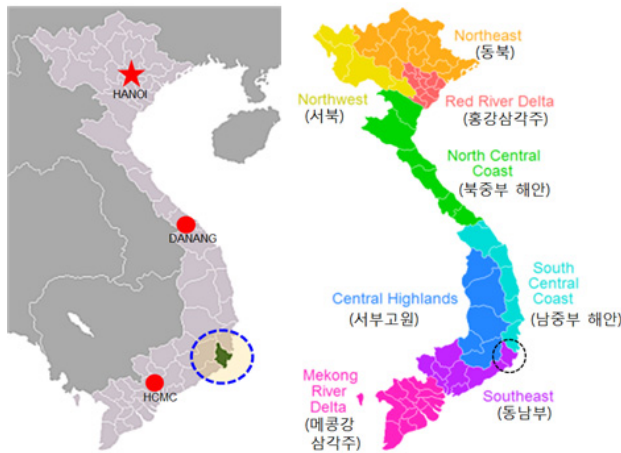 HANOI
DANANG
HCMC
Northeast
(동북)
Northwest
(서북)
Red River Delta
(홍강삼각주)
North Central
Coast
(북중부 해안)
Central Highlands
(서부고원)
South
Central
Coast
(남중부 해안)
Mekong
River
Delta
(메콩강
삼각주)
Southeast
(동남부)